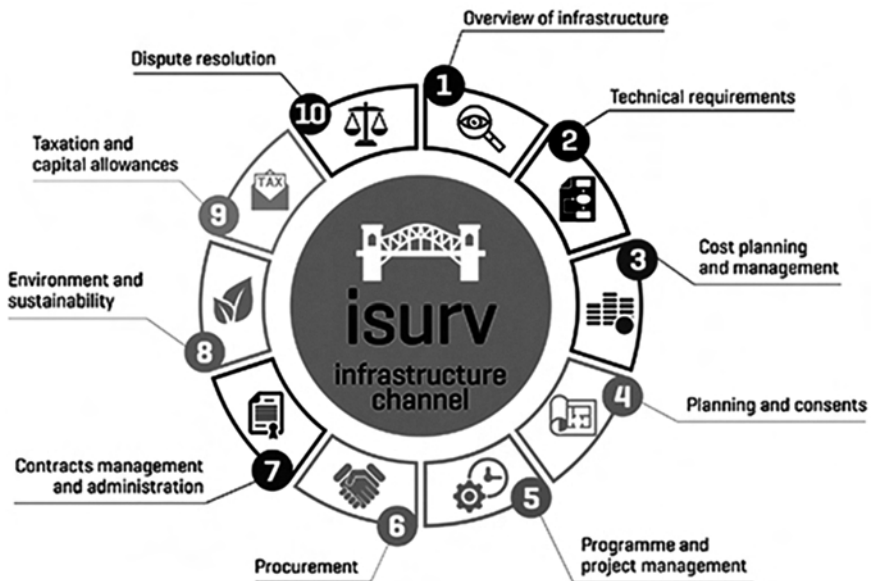 Overview of infrastructure
1
Technical requirements
2
Cost planning
and management
3
Planning and consents
4
Programme and
project management
5
Procurement
6
Contracts management
and administration
7
Environment and
sustainability
8
Taxation and
capital allowances
9
TAX
Dispute resolution
10
isurv
infrastructure
channel